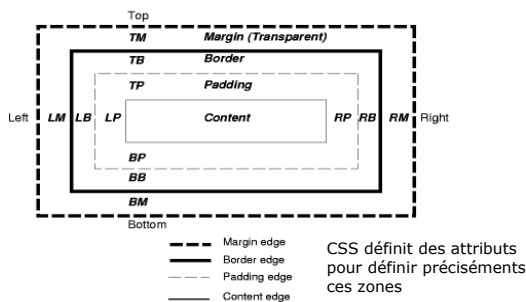 Top
TM Margin (Transparent)
TB Border
TP Padding
Left LM LB LP Content RP RB RM Right
BP
BB
BM
Bottom
Margin edge
Border edge
Padding edge
Content edge
CSS définit des attributs
pour définir préciséments
ces zones